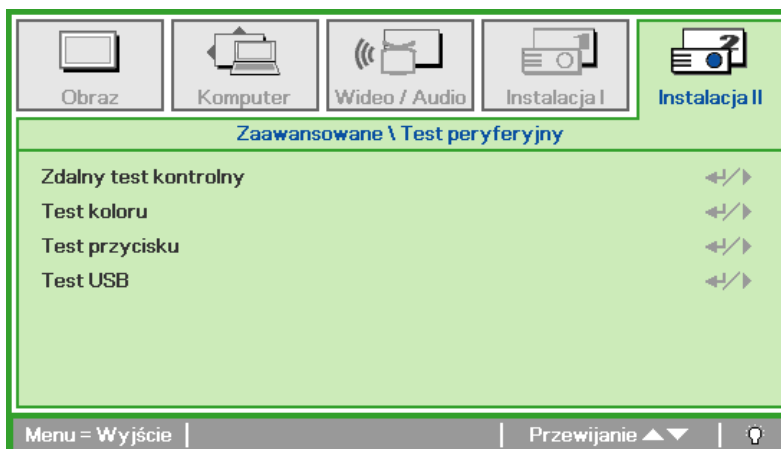 Obraz
Komputer
Wideo / Audio
Instalacja I
Instalacja II
Zaawansowane \ Test peryferyjny
Zdalny test kontrolny
Test koloru
Test przycisku
Test USB
Menu = Wyjście
Przewijanie ▲▼